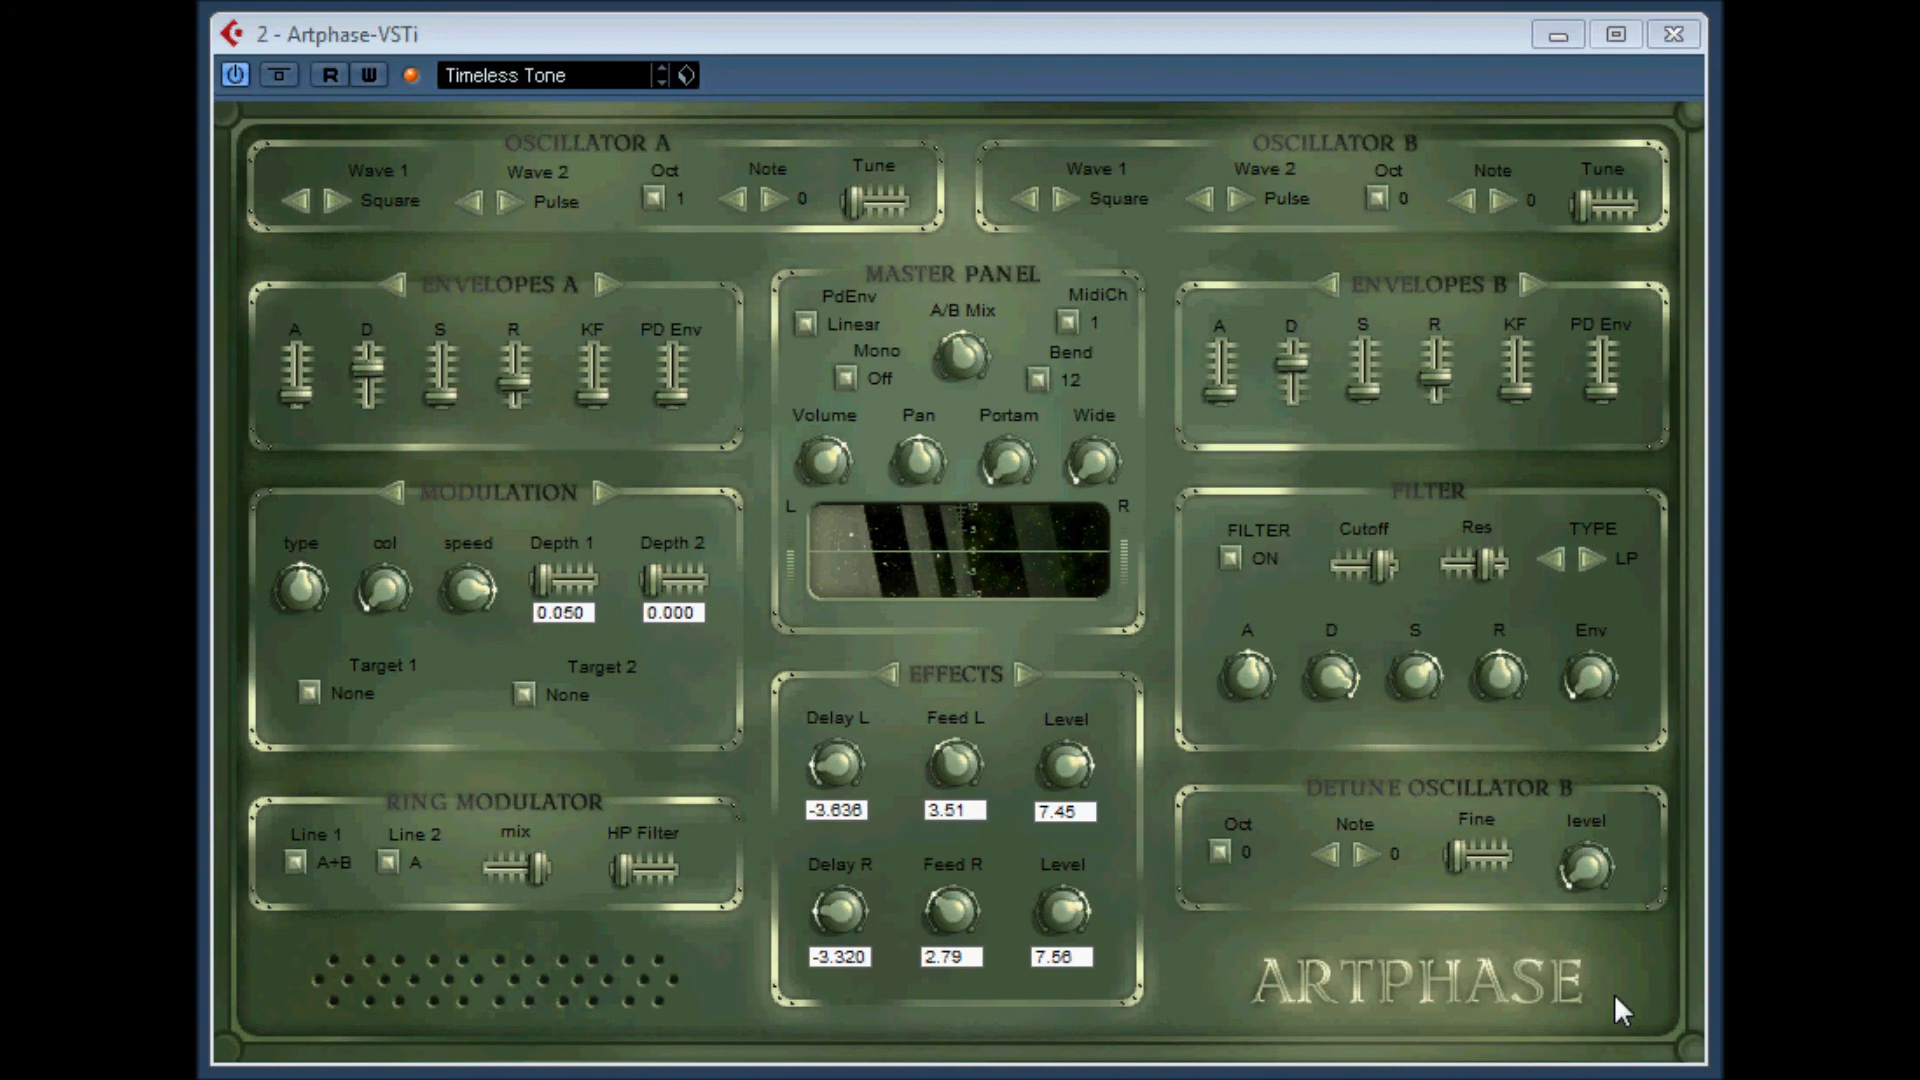 2 - Artphase-VSTi
R W Timeless Tone
OSCILLATOR A
Wave 1 Wave 2 Oct Note Tune
Square Pulse 1 0
OSCILLATOR B
Wave 1 Wave 2 Oct Note Tune
Square Pulse 0 0
ENVELOPES A
A D S R KF PD Env
MASTER PANEL
PdEnv A/B Mix MidiCh
Linear 1
Mono Bend
Off 12
Volume Pan Portam Wide
L R
ENVELOPES B
A D S R KF PD Env
MODULATION
type col speed Depth 1 Depth 2
0.050 0.000
Target 1 Target 2
None None
FILTER
FILTER Cutoff Res TYPE
ON LP
A D S R Env
EFFECTS
Delay L Feed L Level
-3.636 3.51 7.45
Delay R Feed R Level
-3.320 2.79 7.56
RING MODULATOR
Line 1 Line 2 mix HP Filter
A+B A
DETUNE OSCILLATOR B
Oct Note Fine level
0 0
ARTPHASE